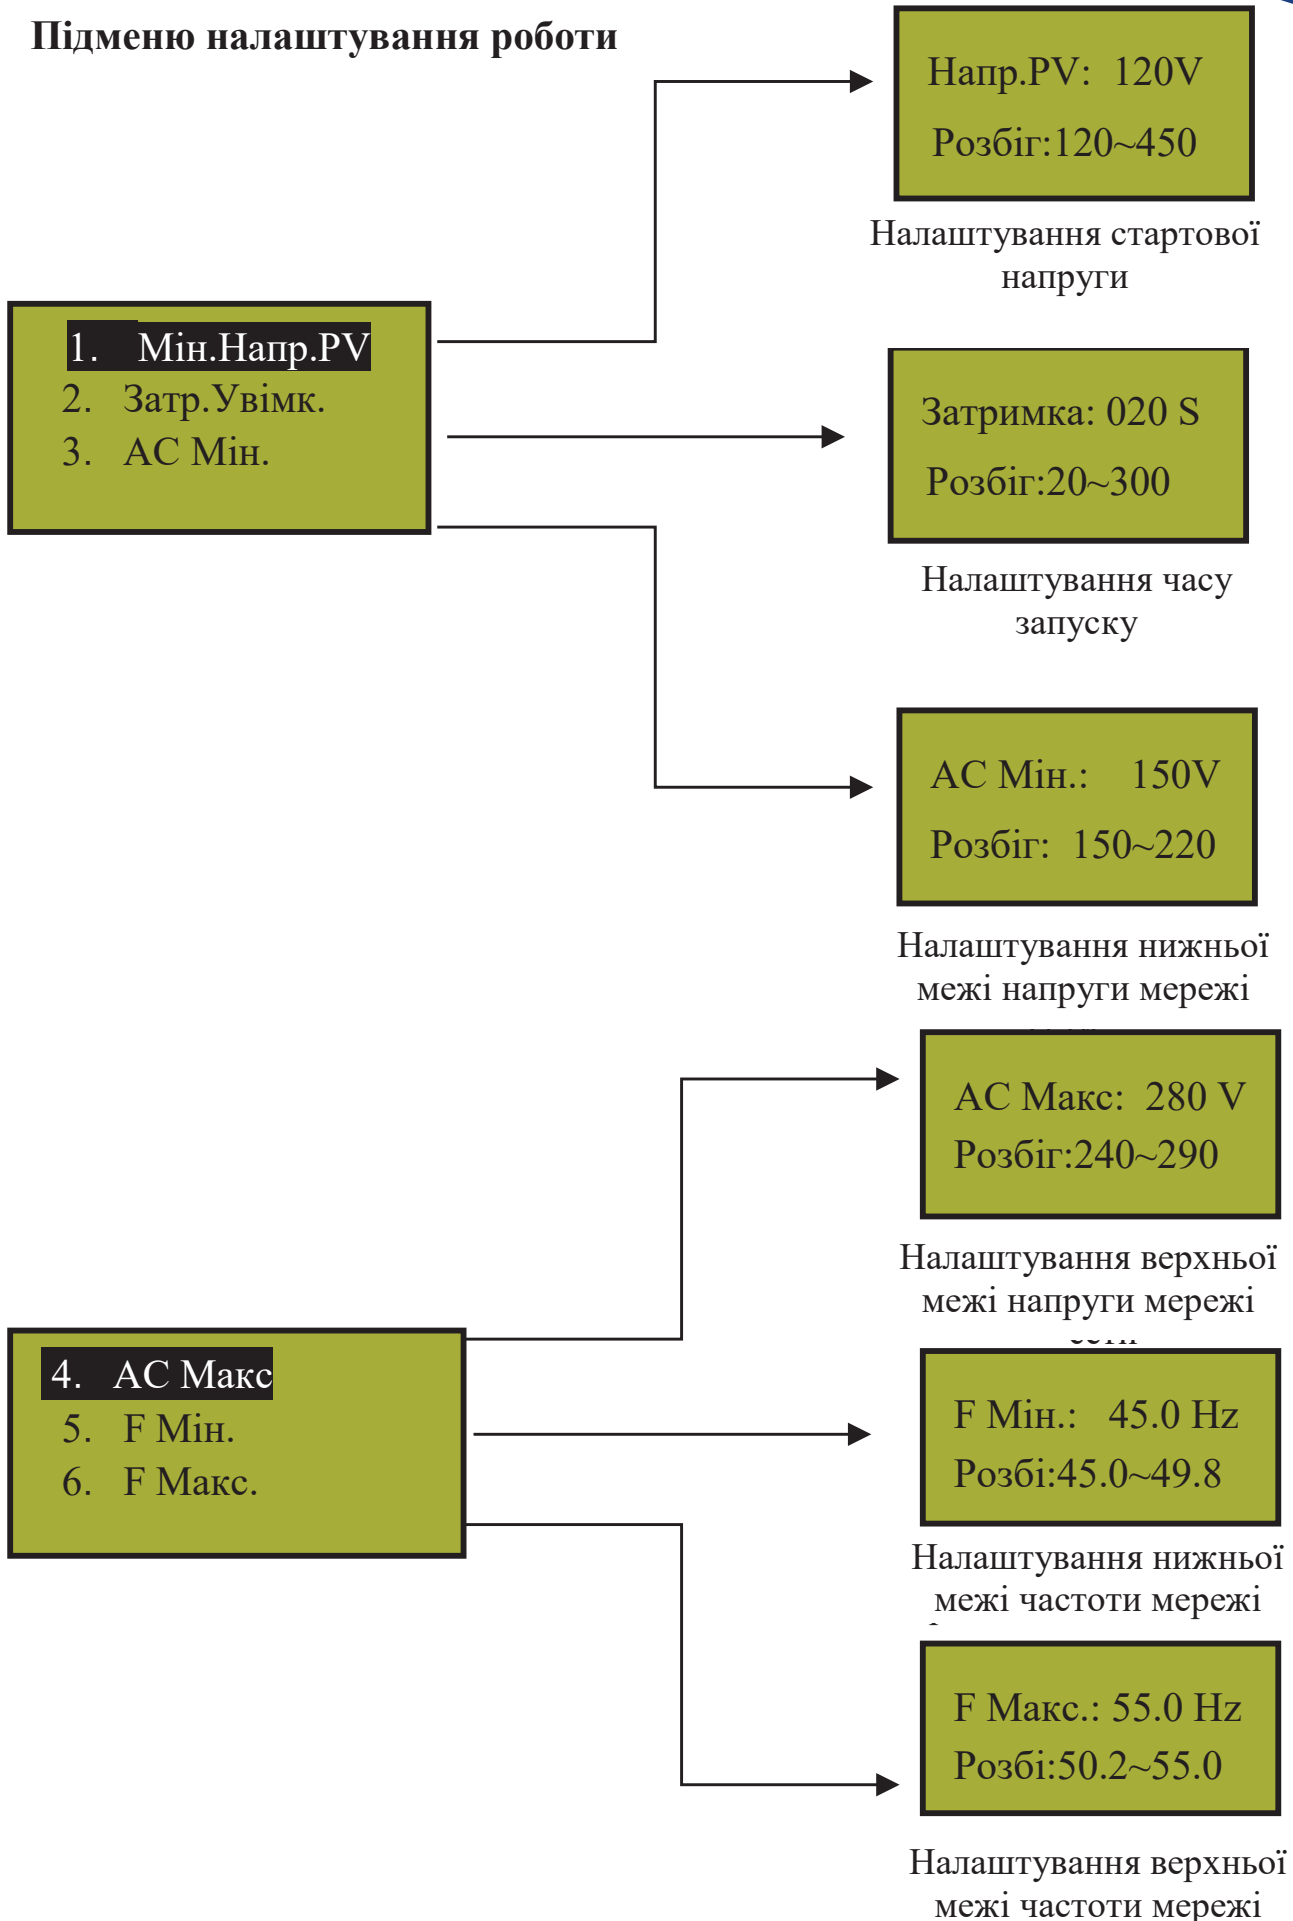 Підменю налаштування роботи
Напр.PV: 120V
Розбіг:120~450
Налаштування стартової
напруги
1. Мін.Напр.PV
2. Затр.Увімк.
3. АС Мін.
Затримка: 020 S
Розбіг:20~300
Налаштування часу
запуску
АС Мін.: 150V
Розбіг: 150~220
Налаштування нижньої
межі напруги мережі
АС Макс: 280 V
Розбіг:240~290
Налаштування верхньої
межі напруги мережі
4. АС Макс
5. F Мін.
6. F Макс.
F Мін.: 45.0 Hz
Розбі:45.0~49.8
Налаштування нижньої
межі частоти мережі
F Макс.: 55.0 Hz
Розбі:50.2~55.0
Налаштування верхньої
межі частоти мережі